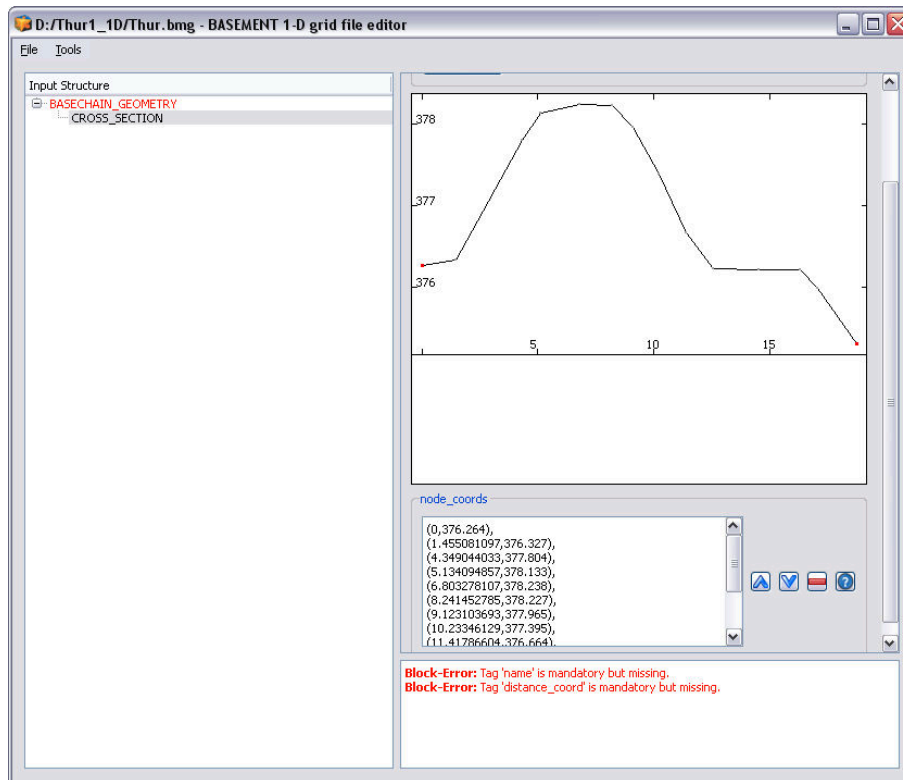 D:/Thur1_1D/Thur.bmg - BASEMENT 1-D grid file editor
File Tools
Input Structure
BASECHAIN_GEOMETRY
CROSS_SECTION
378
377
376
5 10 15
node_coords
(0,376.264),
(1.455081097,376.327),
(4.349044033,377.804),
(5.134094857,378.133),
(6.803278107,378.238),
(8.241452785,378.227),
(9.123103693,377.965),
(10.23346129,377.395),
(11.41786604,376.664),
Block-Error: Tag 'name' is mandatory but missing.
Block-Error: Tag 'distance_coord' is mandatory but missing.